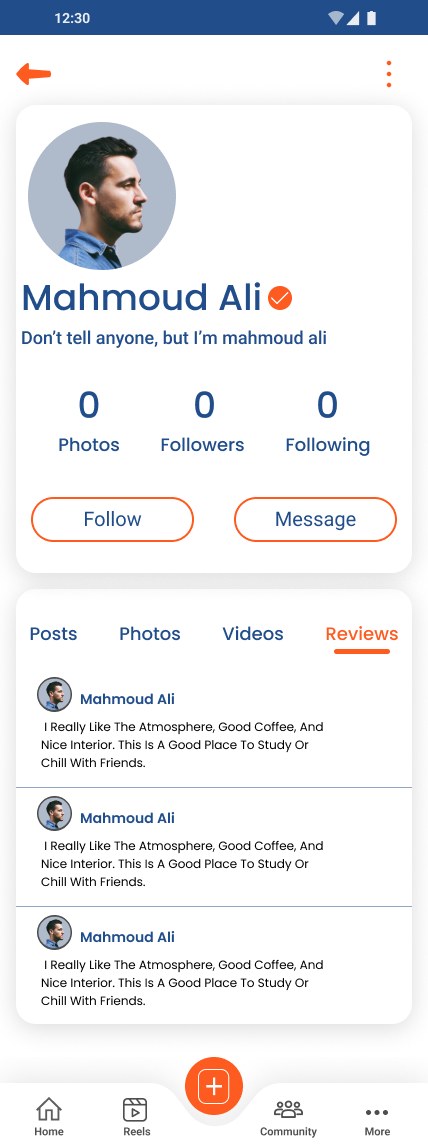 12:30
Mahmoud Ali
Don't tell anyone, but I'm mahmoud ali
0 0 0
Photos Followers Following
Follow Message
Posts Photos Videos Reviews
Mahmoud Ali
I Really Like The Atmosphere, Good Coffee, And
Nice Interior. This Is A Good Place To Study Or
Chill With Friends.
Mahmoud Ali
I Really Like The Atmosphere, Good Coffee, And
Nice Interior. This Is A Good Place To Study Or
Chill With Friends.
Mahmoud Ali
I Really Like The Atmosphere, Good Coffee, And
Nice Interior. This Is A Good Place To Study Or
Chill With Friends.
Home Reels Community More